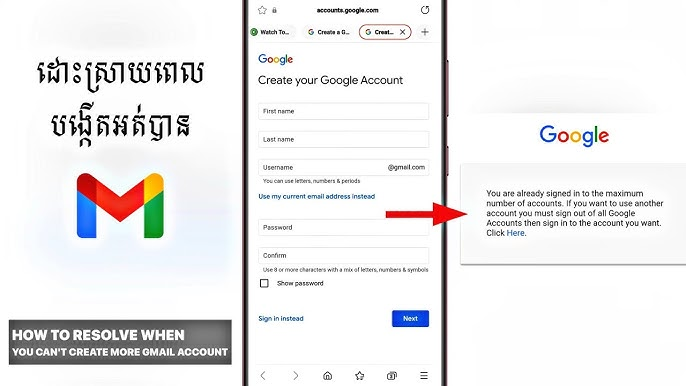 ដោះស្រាយពេល
បង្កើតអត់បាន
HOW TO RESOLVE WHEN
YOU CAN'T CREATE MORE GMAIL ACCOUNT
accounts.google.com
Watch To...
Create a G...
Creat...
Google
Create your Google Account
First name
Last name
Username
@gmail.com
You can use letters, numbers & periods
Use my current email address instead
Password
Confirm
Use 8 or more characters with a mix of letters, numbers & symbols
Show password
Sign in instead
Next
Google
You are already signed in to the maximum
number of accounts. If you want to use another
account you must sign out of all Google
Accounts then sign in to the account you want.
Click Here.